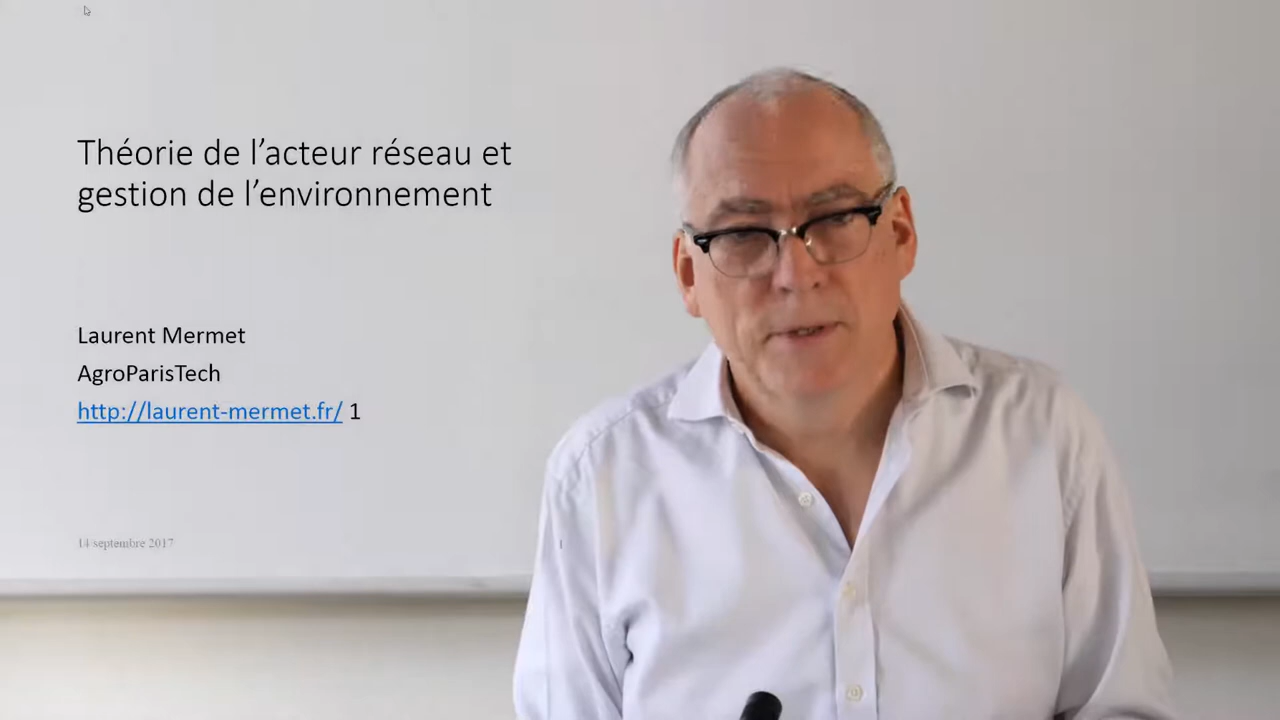 Théorie de l’acteur réseau et
gestion de l’environnement
Laurent Mermet
AgroParisTech
http://laurent-mermet.fr/ 1
14 septembre 2017
1